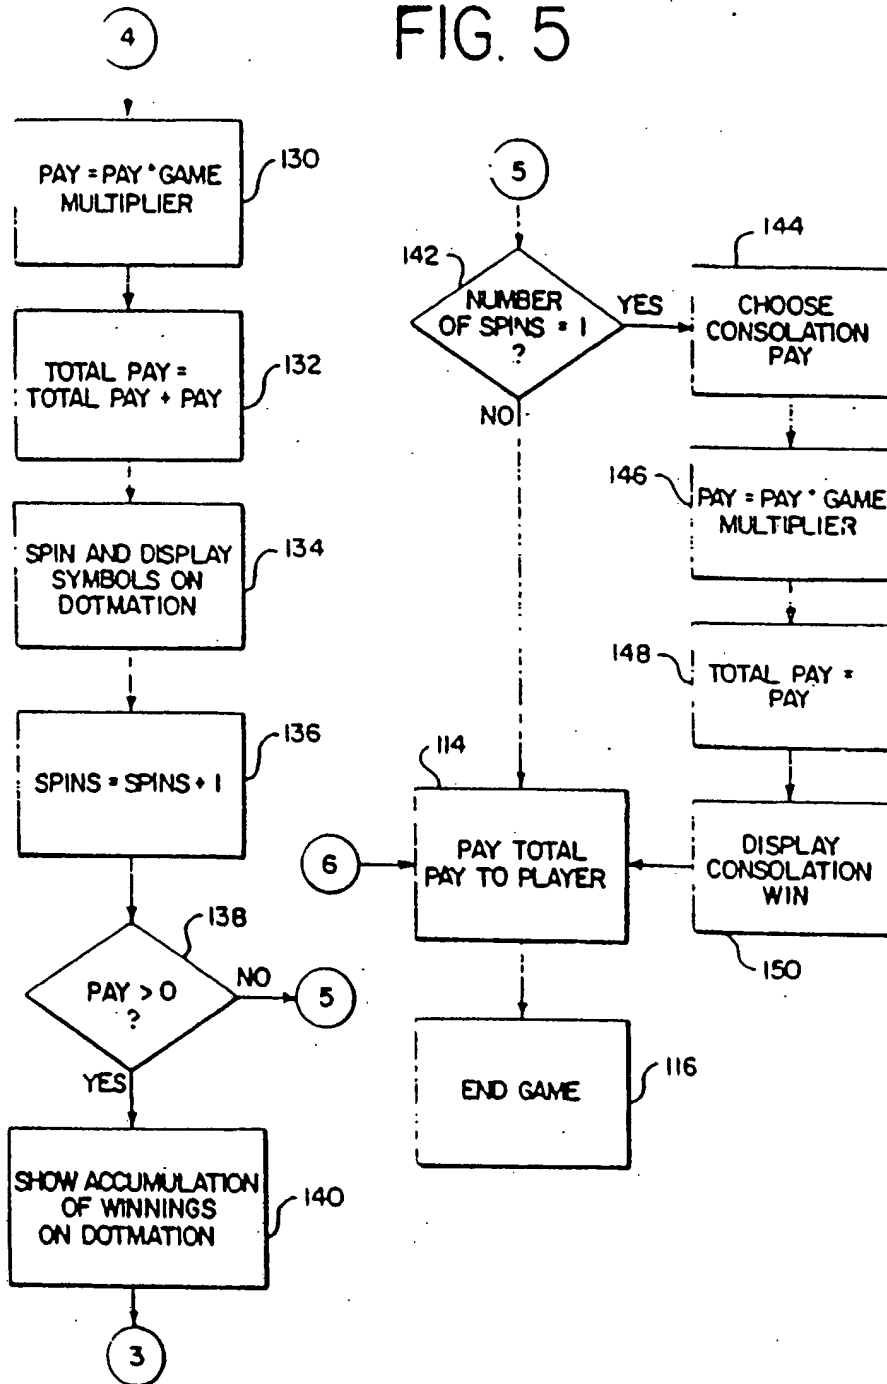 FIG. 5
4
PAY = PAY * GAME
MULTIPLIER
130
TOTAL PAY =
TOTAL PAY + PAY
132
SPIN AND DISPLAY
SYMBOLS ON
DOTMATION
134
SPINS = SPINS + 1
136
138
PAY > 0
?
NO
5
YES
SHOW ACCUMULATION
OF WINNINGS
ON DOTMATION
140
3
5
142
NUMBER
OF SPINS = 1
?
YES
NO
144
CHOOSE
CONSOLATION
PAY
146
PAY = PAY * GAME
MULTIPLIER
148
TOTAL PAY =
PAY
DISPLAY
CONSOLATION
WIN
150
114
6
PAY TOTAL
PAY TO PLAYER
END GAME
116